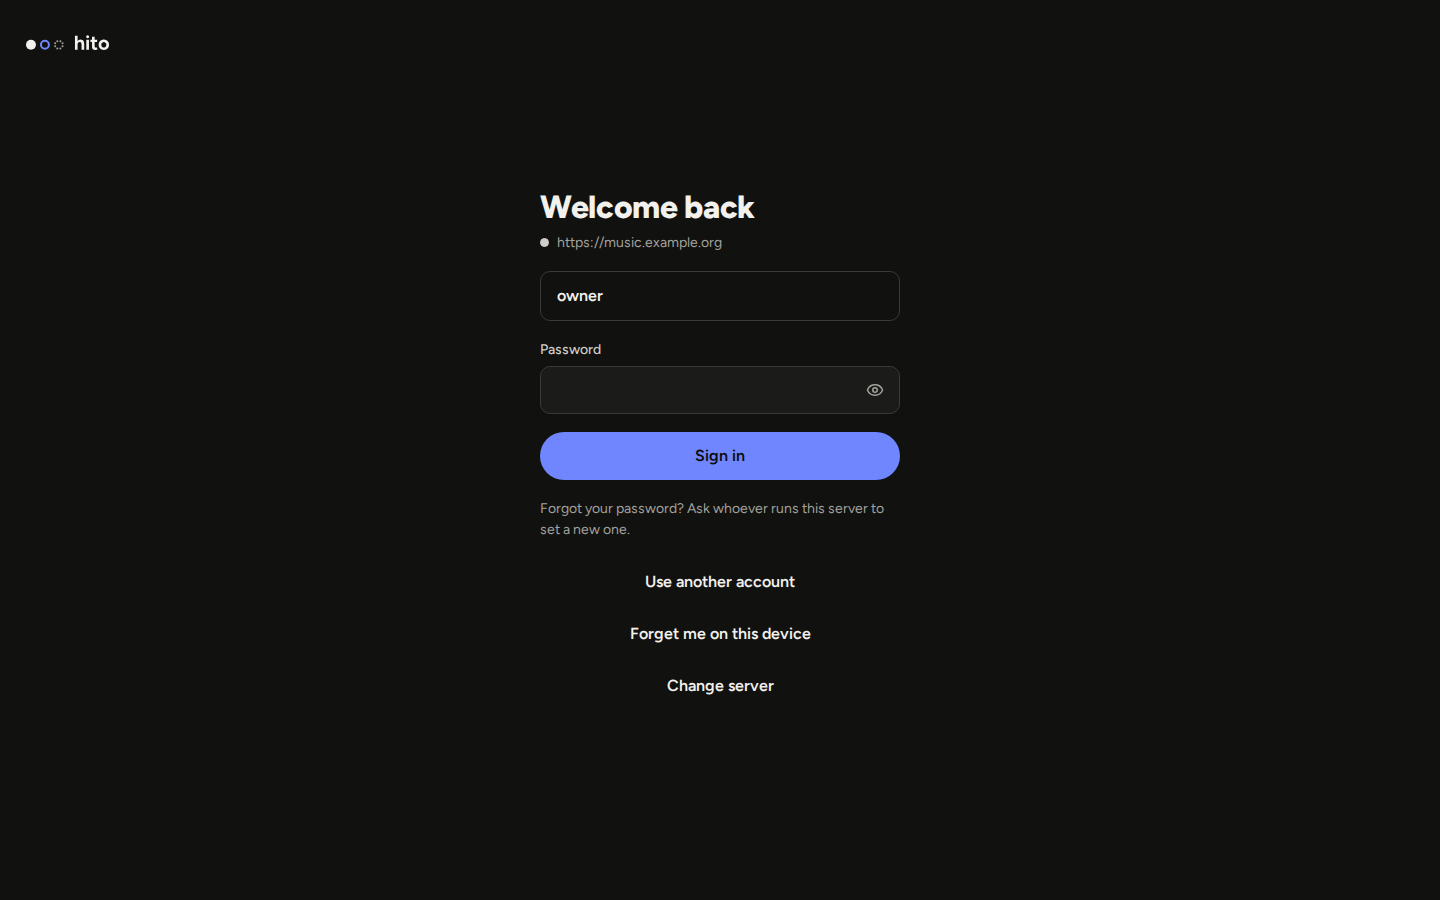 hito
Welcome back
https://music.example.org
owner
Password
Sign in
Forgot your password? Ask whoever runs this server to
set a new one.
Use another account
Forget me on this device
Change server